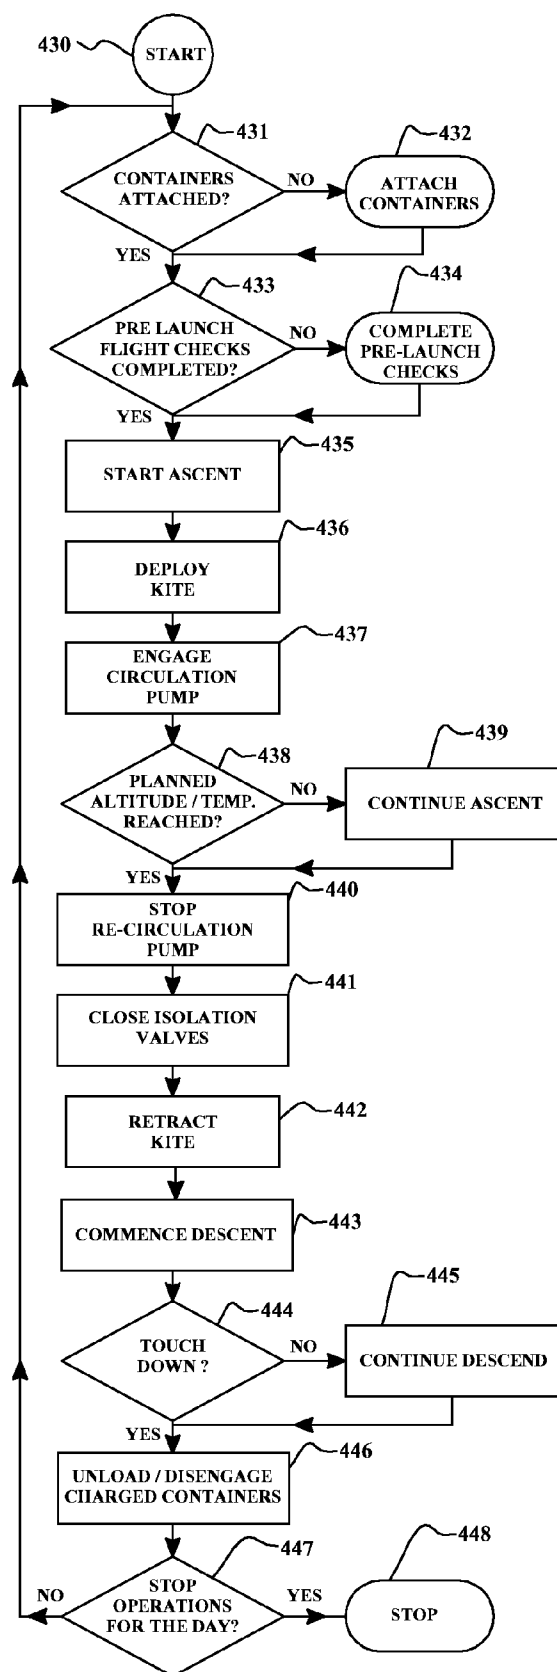 430
START
431
432
CONTAINERS
ATTACHED?
NO
ATTACH
CONTAINERS
YES
433
434
PRE LAUNCH
FLIGHT CHECKS
COMPLETED?
NO
COMPLETE
PRE-LAUNCH
CHECKS
YES
435
START ASCENT
436
DEPLOY
KITE
437
ENGAGE
CIRCULATION
PUMP
438
439
PLANNED
ALTITUDE / TEMP.
REACHED?
NO
CONTINUE ASCENT
YES
440
STOP
RE-CIRCULATION
PUMP
441
CLOSE ISOLATION
VALVES
442
RETRACT
KITE
443
COMMENCE DESCENT
444
445
TOUCH
DOWN ?
NO
CONTINUE DESCEND
YES
446
UNLOAD / DISENGAGE
CHARGED CONTAINERS
447
448
NO
STOP
OPERATIONS
FOR THE DAY?
YES
STOP